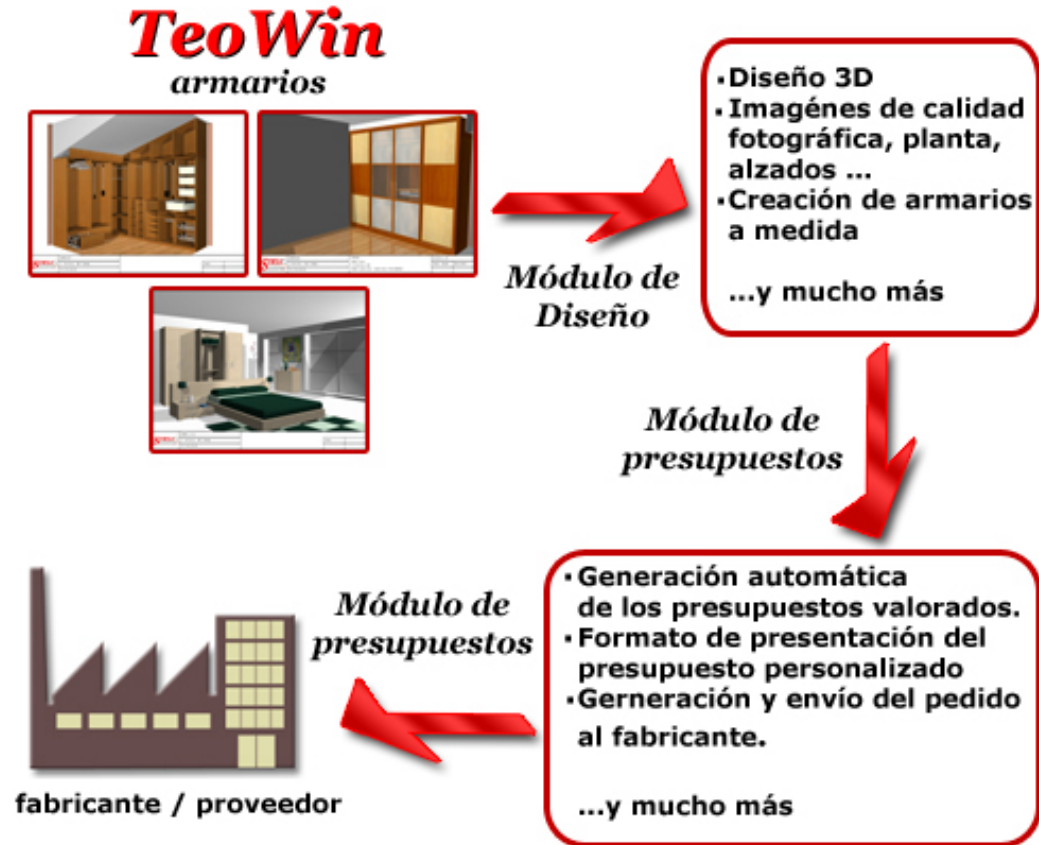 TeoWin
armarios
Módulo de
Diseño
·Diseño 3D
·Imagénes de calidad
fotográfica, planta,
alzados ...
·Creación de armarios
a medida
...y mucho más
Módulo de
presupuestos
·Generación automática
de los presupuestos valorados.
·Formato de presentación del
presupuesto personalizado
·Gerneración y envío del pedido
al fabricante.
...y mucho más
Módulo de
presupuestos
fabricante / proveedor